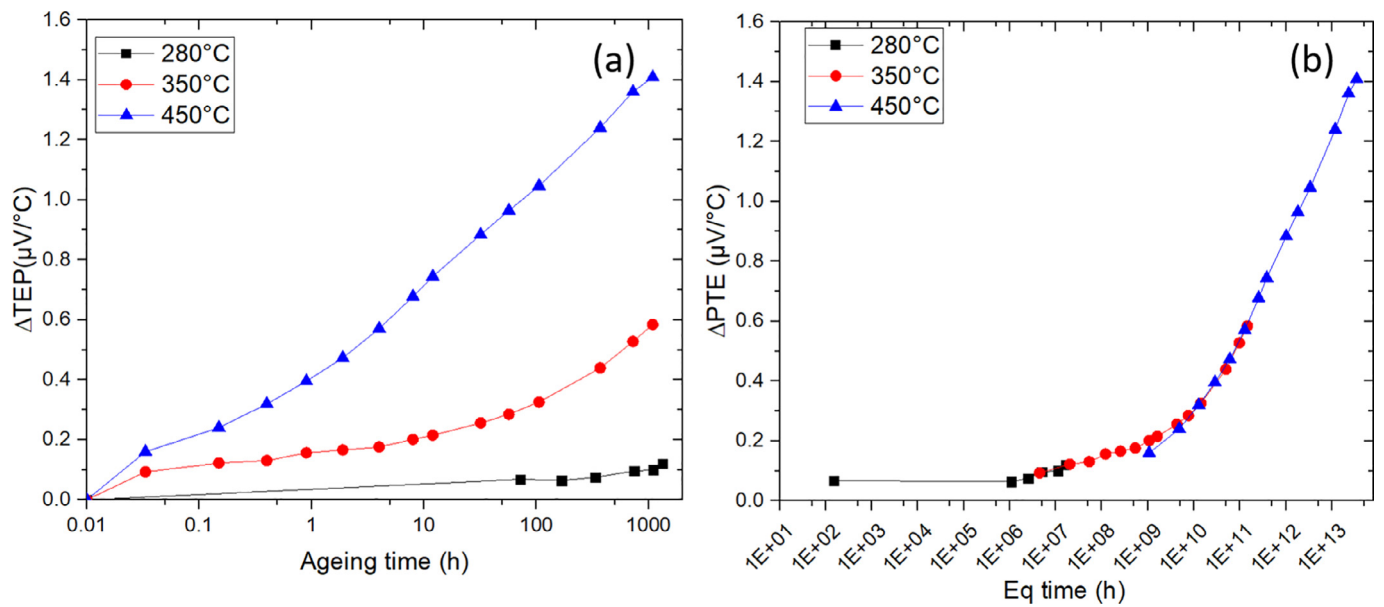 (a)
280°C
350°C
450°C
ΔTEP(μV/°C)
1.6
1.4
1.2
1.0
0.8
0.6
0.4
0.2
0.0
0.01 0.1 1 10 100 1000
Ageing time (h)
(b)
280°C
350°C
450°C
ΔPTE (μV/°C)
1.6
1.4
1.2
1.0
0.8
0.6
0.4
0.2
0.0
1E+01 1E+02 1E+03 1E+04 1E+05 1E+06 1E+07 1E+08 1E+09 1E+10 1E+11 1E+12 1E+13
Eq time (h)